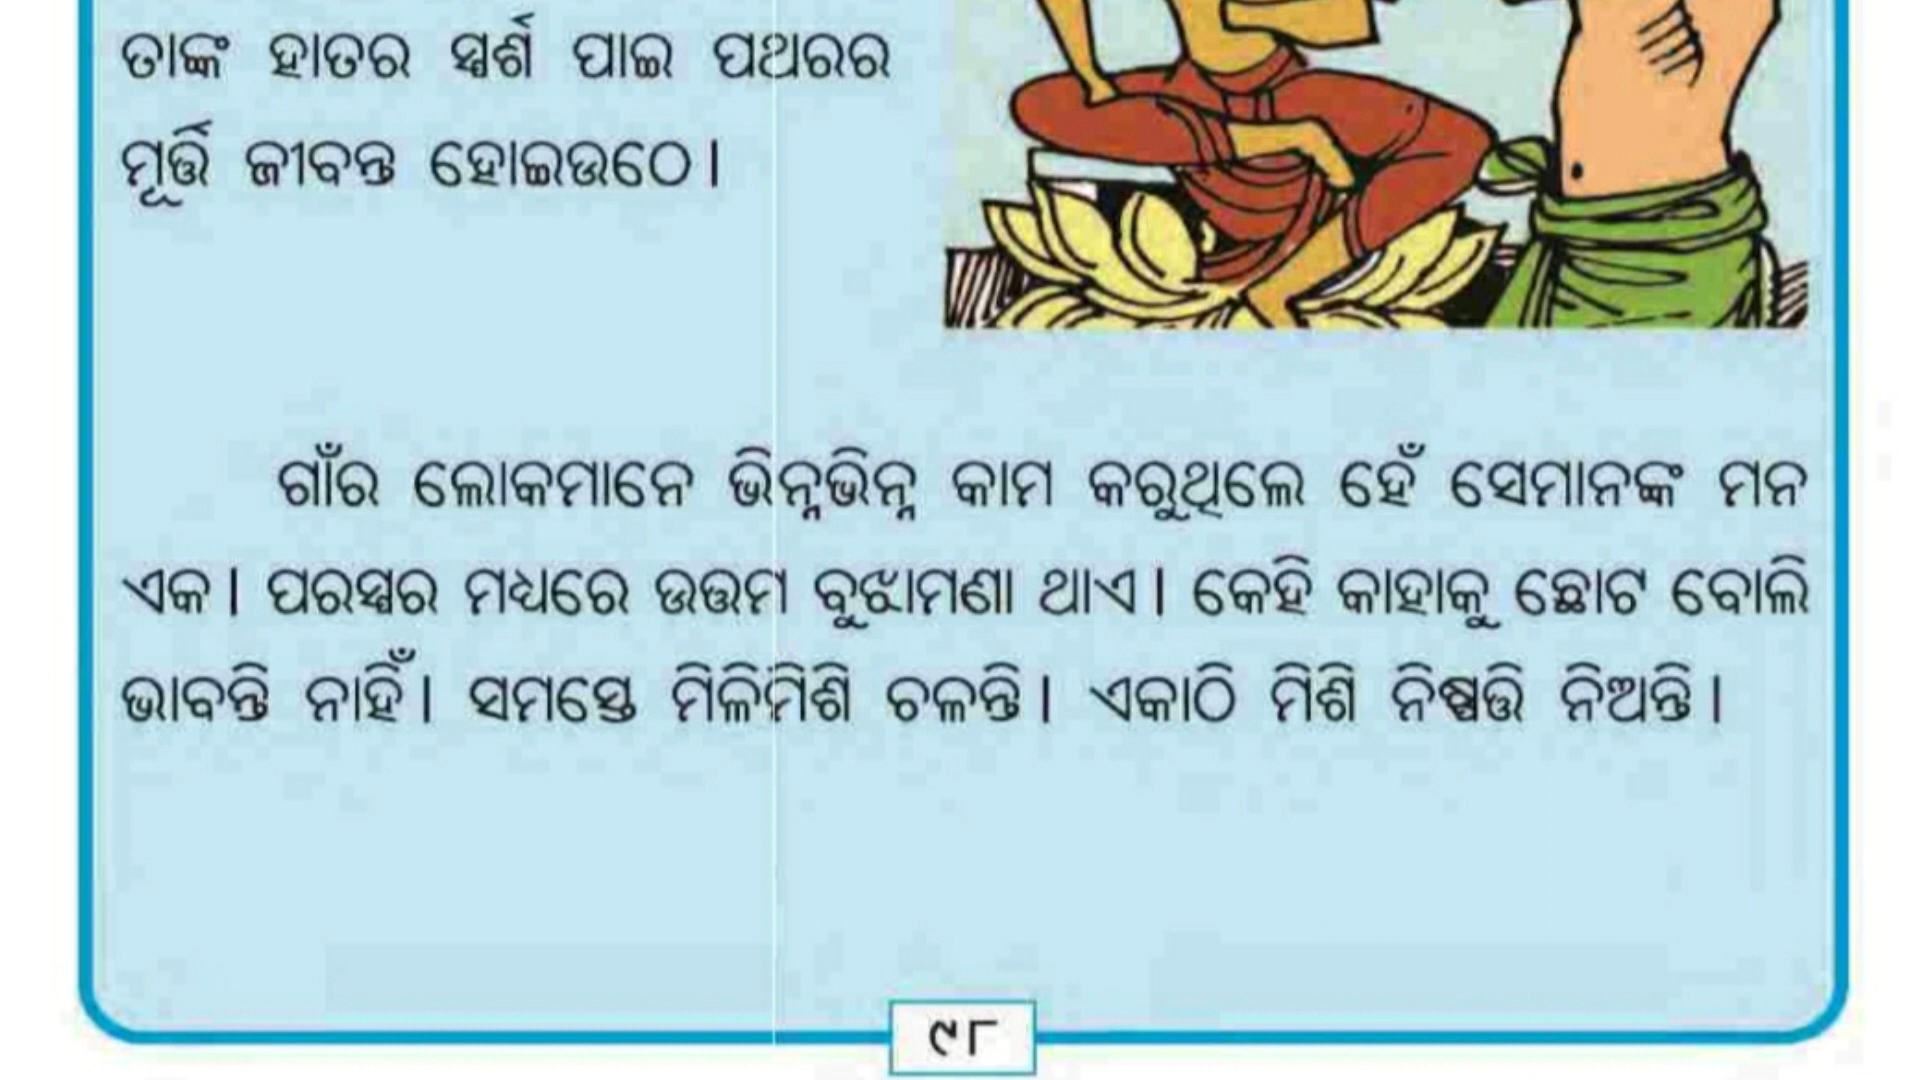 ତାଙ୍କ ହାତର ସ୍ପର୍ଶ ପାଇ ପଥରର
ମୂର୍ତ୍ତି ଜୀବନ୍ତ ହୋଇଉଠେ।
ଗାଁର ଲୋକମାନେ ଭିନ୍ନଭିନ୍ନ କାମ କରୁଥିଲେ ହେଁ ସେମାନଙ୍କ ମନ
ଏକ। ପରସ୍ପର ମଧ୍ୟରେ ଉତ୍ତମ ବୁଝାମଣା ଥାଏ। କେହି କାହାକୁ ଛୋଟ ବୋଲି
ଭାବନ୍ତି ନାହିଁ। ସମସ୍ତେ ମିଳିମିଶି ଚଳନ୍ତି। ଏକାଠି ମିଶି ନିଷ୍ପତ୍ତି ନିଅନ୍ତି।
୯୮